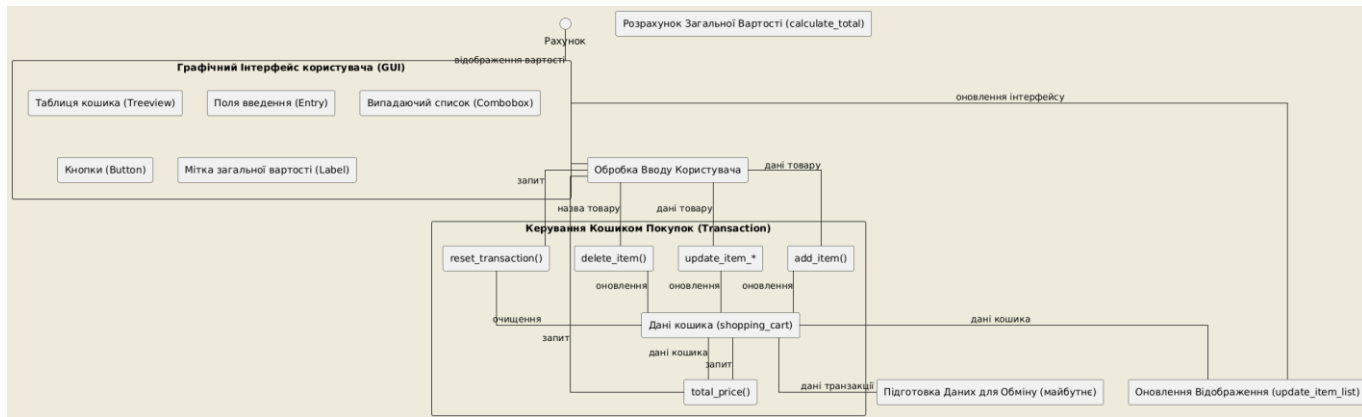 Розрахунок Загальної Вартості (calculate_total)
Рахунок
відображення вартості
Графічний Інтерфейс користувача (GUI)
Таблиця кошика (Treeview)
Поля введення (Entry)
Випадаючий список (Combobox)
оновлення інтерфейсу
Кнопки (Button)
Мітка загальної вартості (Label)
Обробка Вводу Користувача
дані товару
запит
назва товару
дані товару
Керування Кошиком Покупок (Transaction)
reset_transaction()
delete_item()
update_item_*
add_item()
оновлення
оновлення
оновлення
очищення
Дані кошика (shopping_cart)
дані кошика
запит
дані кошика
запит
дані транзакції
total_price()
Підготовка Даних для Обміну (майбутнє)
Оновлення Відображення (update_item_list)